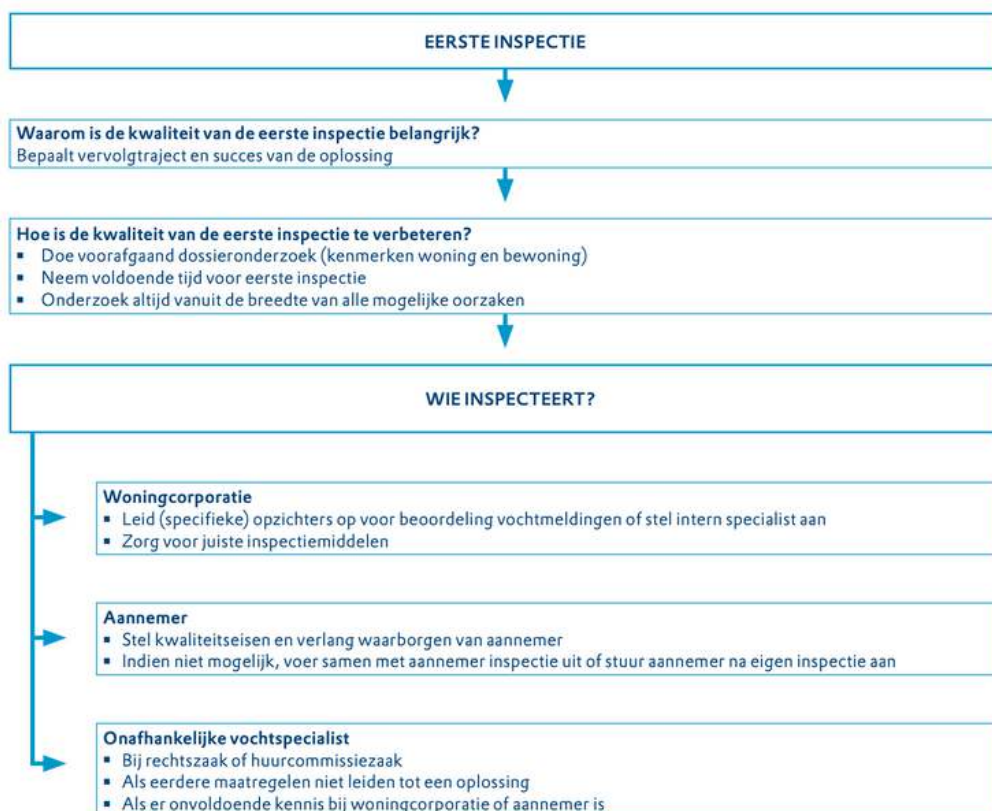 EERSTE INSPECTIE
Waarom is de kwaliteit van de eerste inspectie belangrijk?
Bepaalt vervolgtraject en succes van de oplossing
Hoe is de kwaliteit van de eerste inspectie te verbeteren?
▪ Doe voorafgaand dossieronderzoek (kenmerken woning en bewoning)
▪ Neem voldoende tijd voor eerste inspectie
▪ Onderzoek altijd vanuit de breedte van alle mogelijke oorzaken
WIE INSPECTEERT?
Woningcorporatie
▪ Leid (specifieke) opzichters op voor beoordeling vochtmeldingen of stel intern specialist aan
▪ Zorg voor juiste inspectiemiddelen
Aannemer
▪ Stel kwaliteitseisen en verlang waarborgen van aannemer
▪ Indien niet mogelijk, voer samen met aannemer inspectie uit of stuur aannemer na eigen inspectie aan
Onafhankelijke vochtspecialist
▪ Bij rechtszaak of huurcommissiezaak
▪ Als eerdere maatregelen niet leiden tot een oplossing
▪ Als er onvoldoende kennis bij woningcorporatie of aannemer is